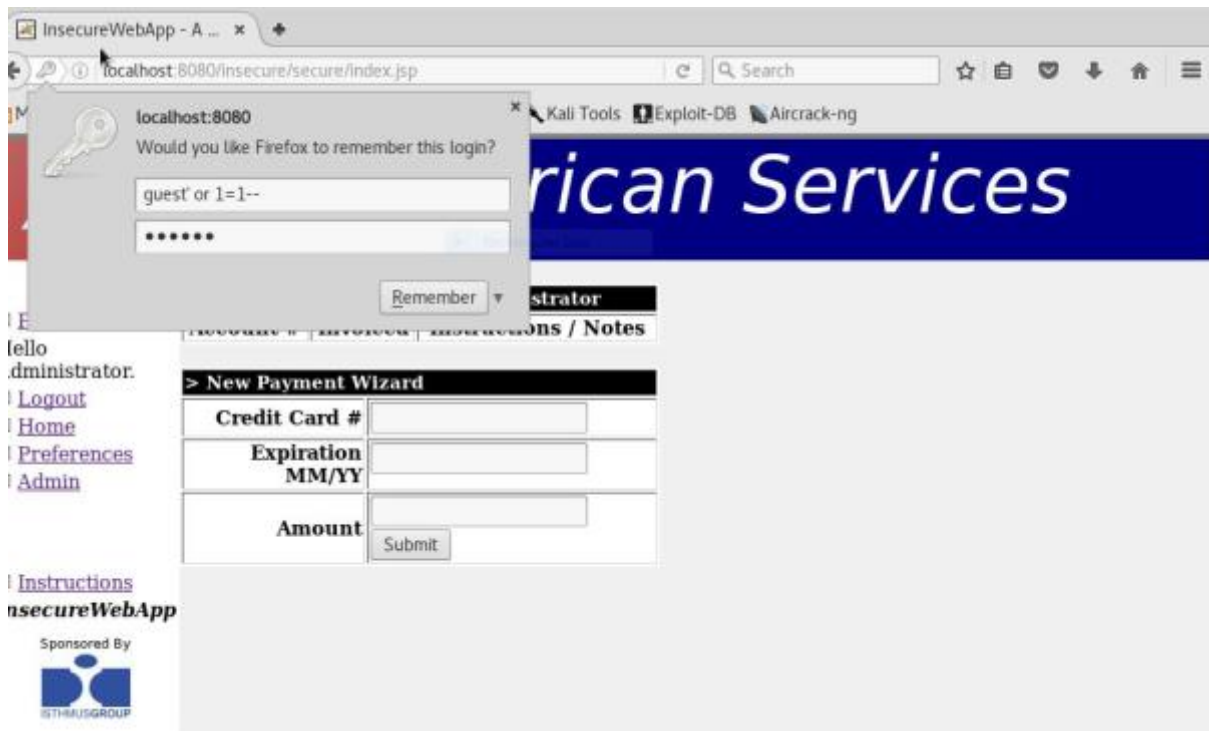 InsecureWebApp - A ...
localhost:8080/insecure/secure/index.jsp
Search
Kali Tools Exploit-DB Aircrack-ng
localhost:8080
Would you like Firefox to remember this login?
guest' or 1=1--
Remember
rican Services
strator
Instructions / Notes
Hello
dministrator.
Logout
Home
Preferences
Admin
> New Payment Wizard
Credit Card #
Expiration
MM/YY
Amount
Submit
Instructions
nsecureWebApp
Sponsored By
ISTHMUSGROUP